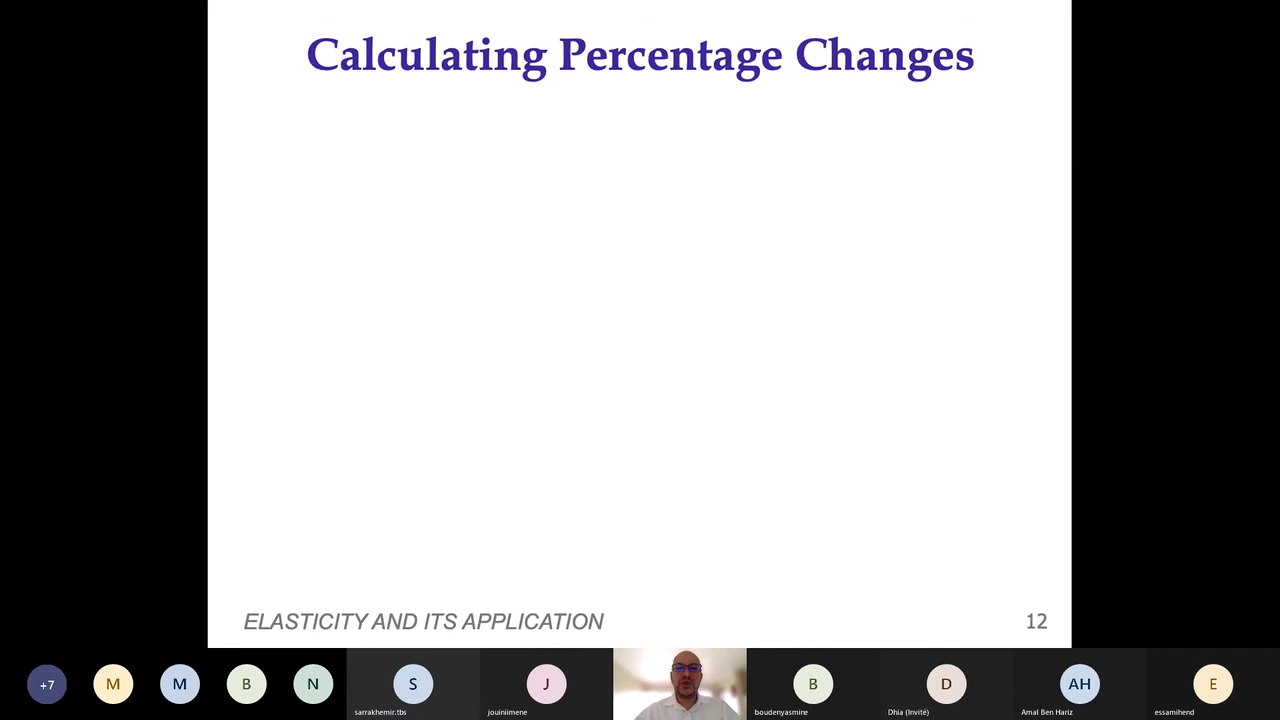 Calculating Percentage Changes
ELASTICITY AND ITS APPLICATION
12
+7
M
M
B
N
S
J
B
D
AH
E
sarrakhemir.tbs
jouiniimene
boudenyasmine
Dhia (Invité)
Amal Ben Hariz
essamihend